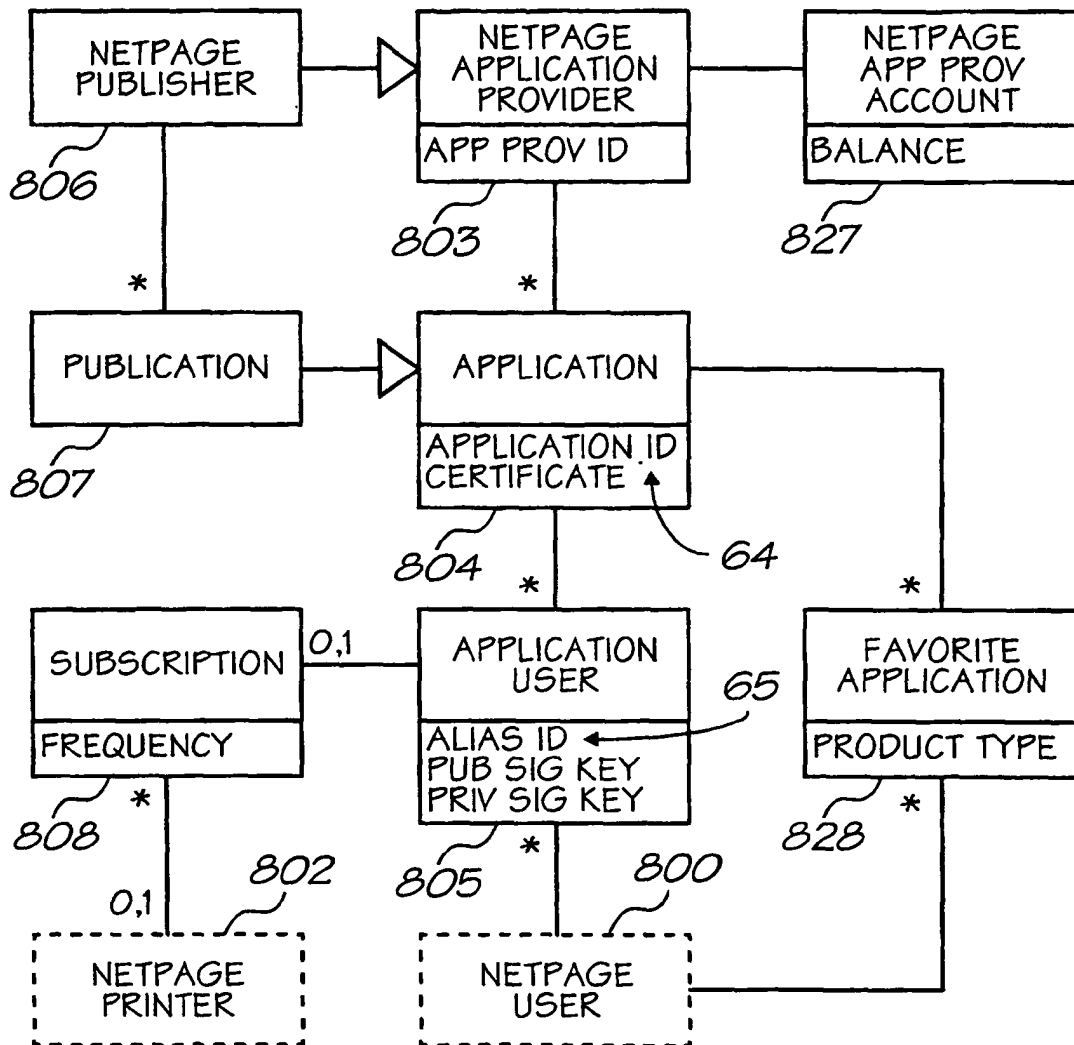 NETPAGE
PUBLISHER
806
NETPAGE
APPLICATION
PROVIDER
APP PROV ID
803
NETPAGE
APP PROV
ACCOUNT
BALANCE
827
*
*
PUBLICATION
807
APPLICATION
APPLICATION ID
CERTIFICATE
804
64
*
*
SUBSCRIPTION
FREQUENCY
808
0,1
APPLICATION
USER
ALIAS ID
PUB SIG KEY
PRIV SIG KEY
805
65
FAVORITE
APPLICATION
PRODUCT TYPE
828
*
*
*
0,1
802
NETPAGE
PRINTER
800
NETPAGE
USER